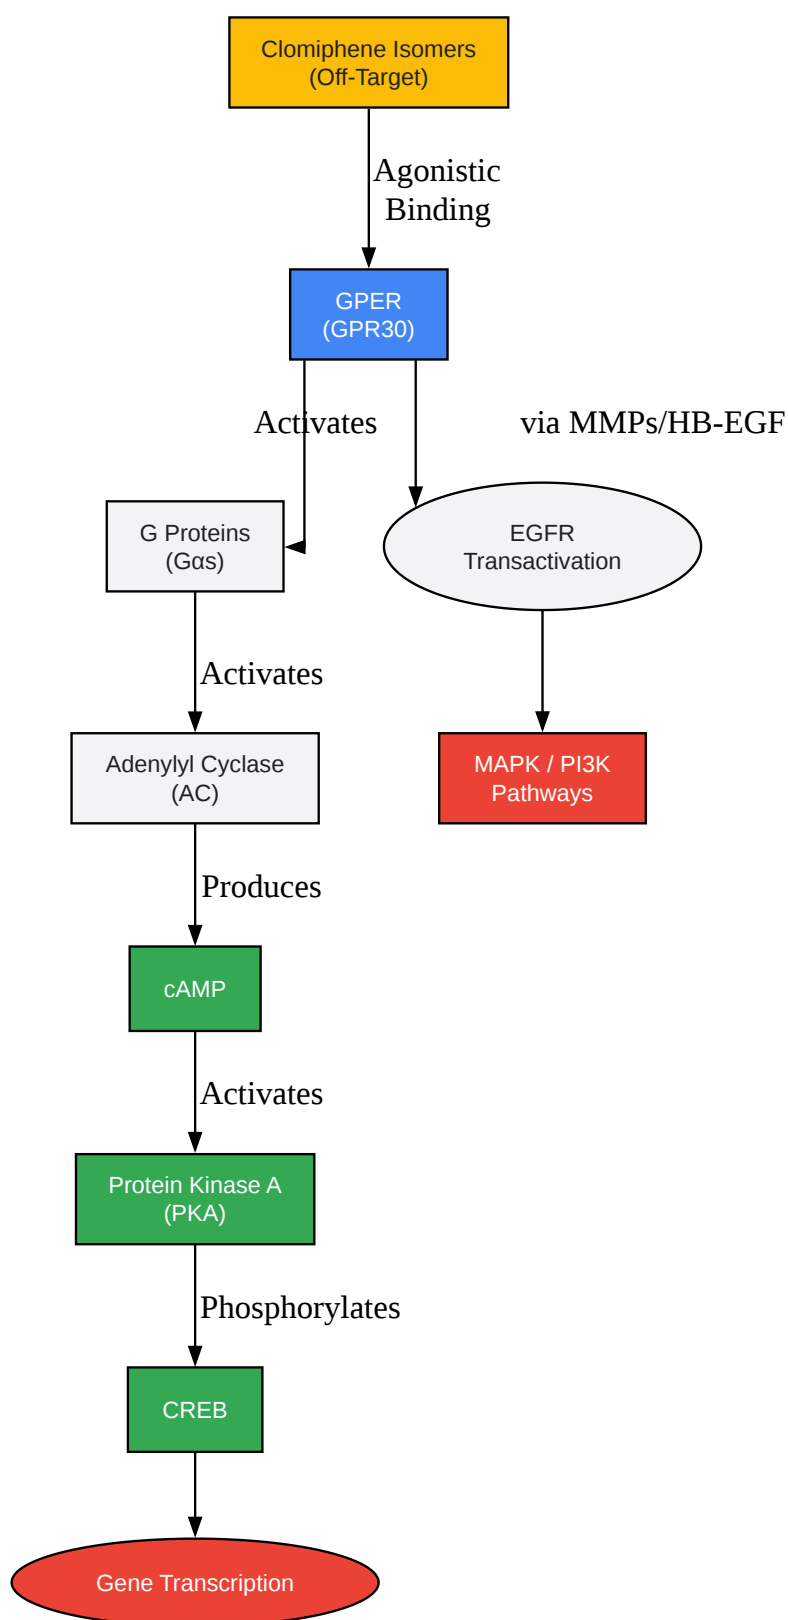 Clomiphene Isomers
(Off-Target)
Agonistic
Binding
GPER
(GPR30)
Activates
via MMPs/HB-EGF
G Proteins
(Gαs)
EGFR
Transactivation
Activates
Adenylyl Cyclase
(AC)
MAPK / PI3K
Pathways
Produces
cAMP
Activates
Protein Kinase A
(PKA)
Phosphorylates
CREB
Gene Transcription